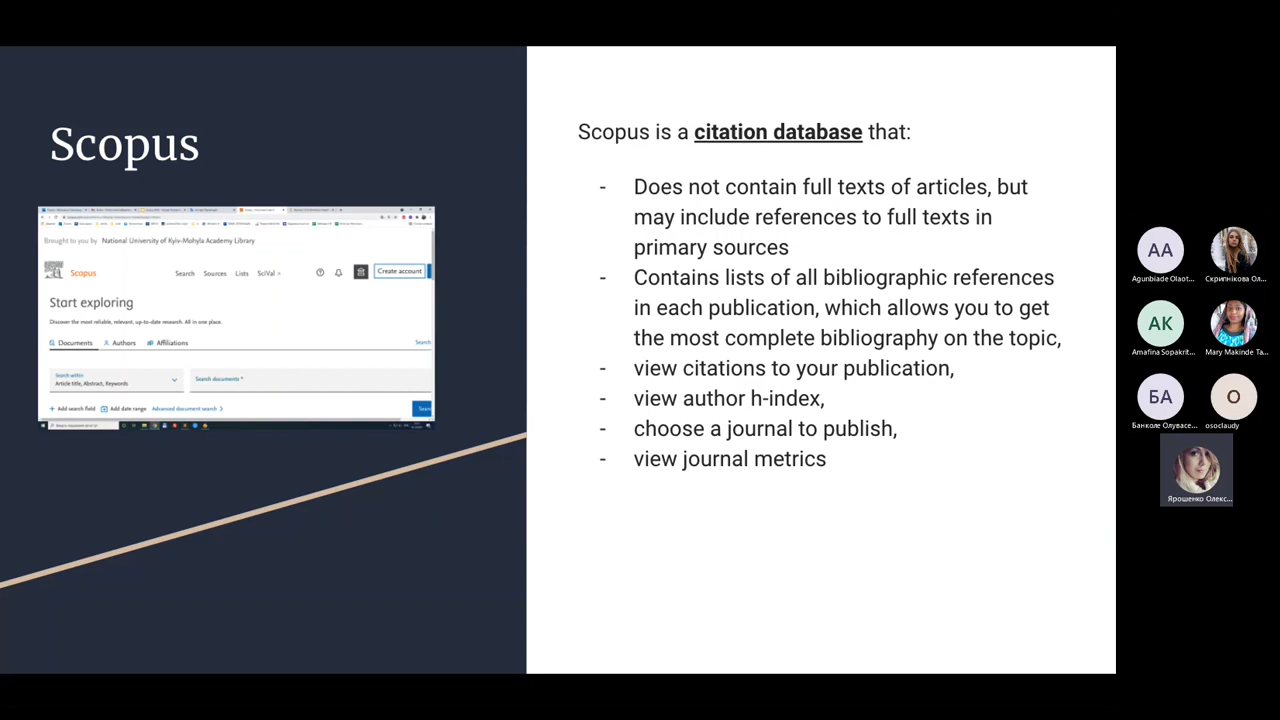 Scopus
Brought to you by National University of Kyiv-Mohyla Academy Library
Scopus
Search Sources Lists SciVal
Create account
Start exploring
Discover the most reliable, relevant, up-to-date research. All in one place.
Documents Authors Affiliations
Search
Search within
Article title, Abstract, Keywords
Search documents *
+ Add search field Add date range Advanced document search >
Scopus is a citation database that:
- Does not contain full texts of articles, but
may include references to full texts in
primary sources
- Contains lists of all bibliographic references
in each publication, which allows you to get
the most complete bibliography on the topic,
- view citations to your publication,
- view author h-index,
- choose a journal to publish,
- view journal metrics
AA
Agunbiade Olaot...
Скрипнікова Ол...
АК
Amafina Sopakrit...
Mary Makinde Ta...
БА
Банколе Олувасе...
O
osoclaudy
Ярошенко Олекс...